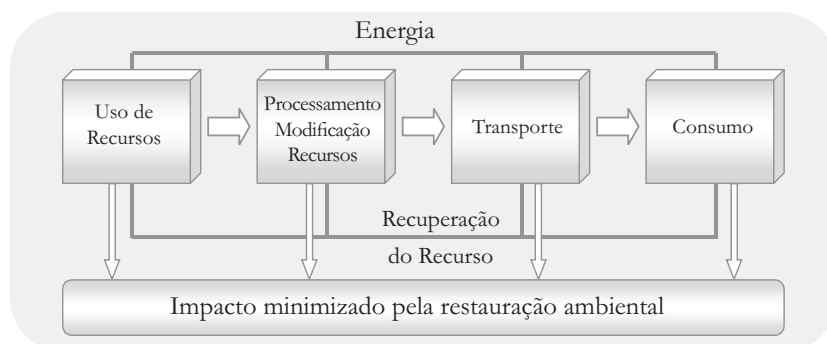 Energia
Uso de
Recursos
Processamento
Modificação
Recursos
Transporte
Consumo
Recuperação
do Recurso
Impacto minimizado pela restauração ambiental